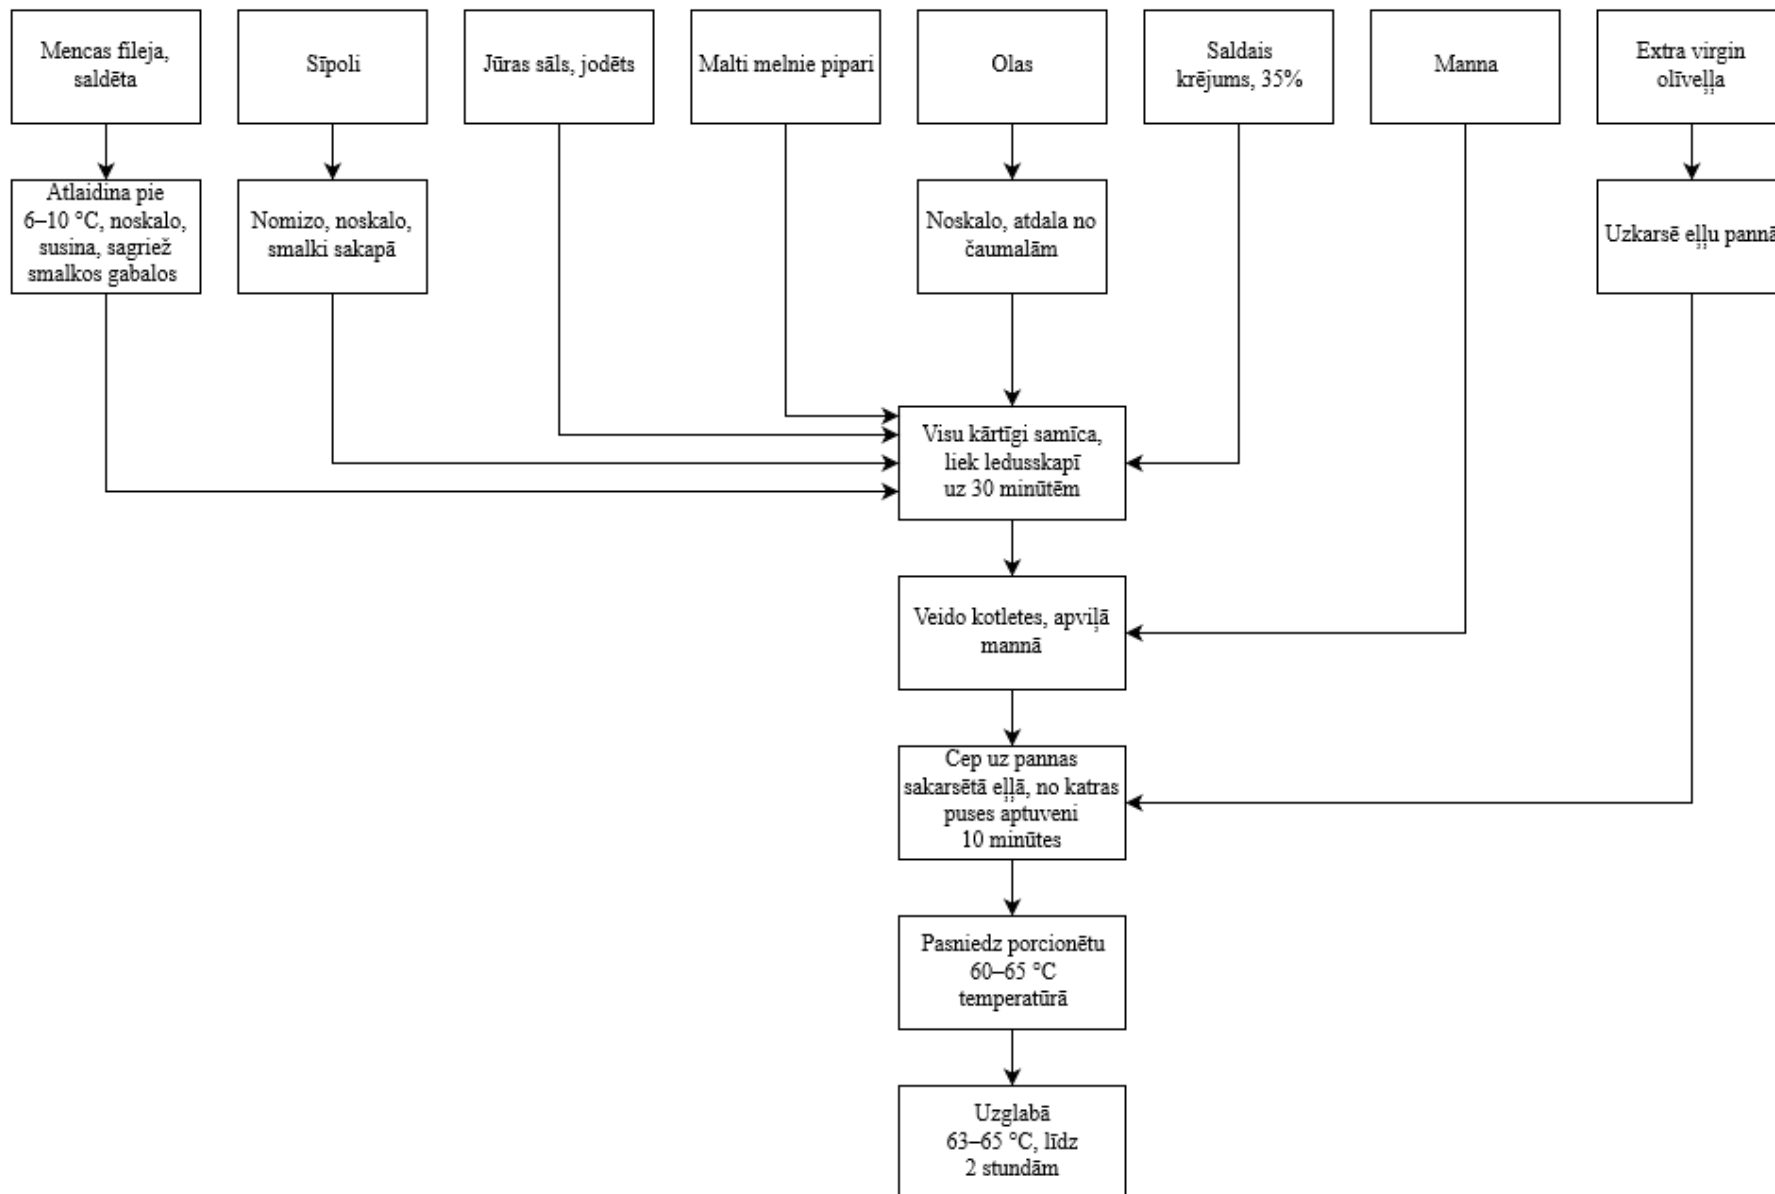 Mencas fileja,
saldēta
Sīpoli
Jūras sāls, jodēts
Malti melnie pipari
Olas
Saldais
krējums, 35%
Manna
Extra virgin
olīveļļa
Atlaidina pie
6–10 °C, noskalo,
susina, sagriež
smalkos gabalos
Nomizo, noskalo,
smalki sakapā
Noskalo, atdala no
čaumalām
Uzkarsē eļļu pannā
Visu kārtīgi samīca,
liek ledusskapī
uz 30 minūtēm
Veido kotletes, apviļā
mannā
Cep uz pannas
sakarsētā eļļā, no katras
puses aptuveni
10 minūtes
Pasniedz porcionētu
60–65 °C
temperatūrā
Uzglabā
63–65 °C, līdz
2 stundām